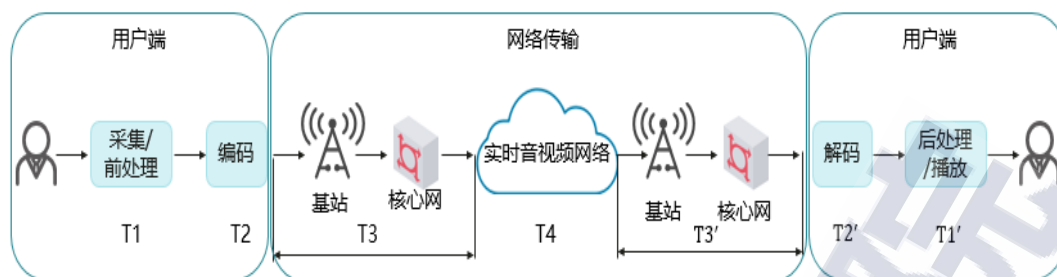 用户端
网络传输
用户端
采集/
前处理
编码
基站
核心网
实时音视频网络
基站
核心网
解码
后处理
/播放
T1
T2
T3
T4
T3′
T2′
T1′